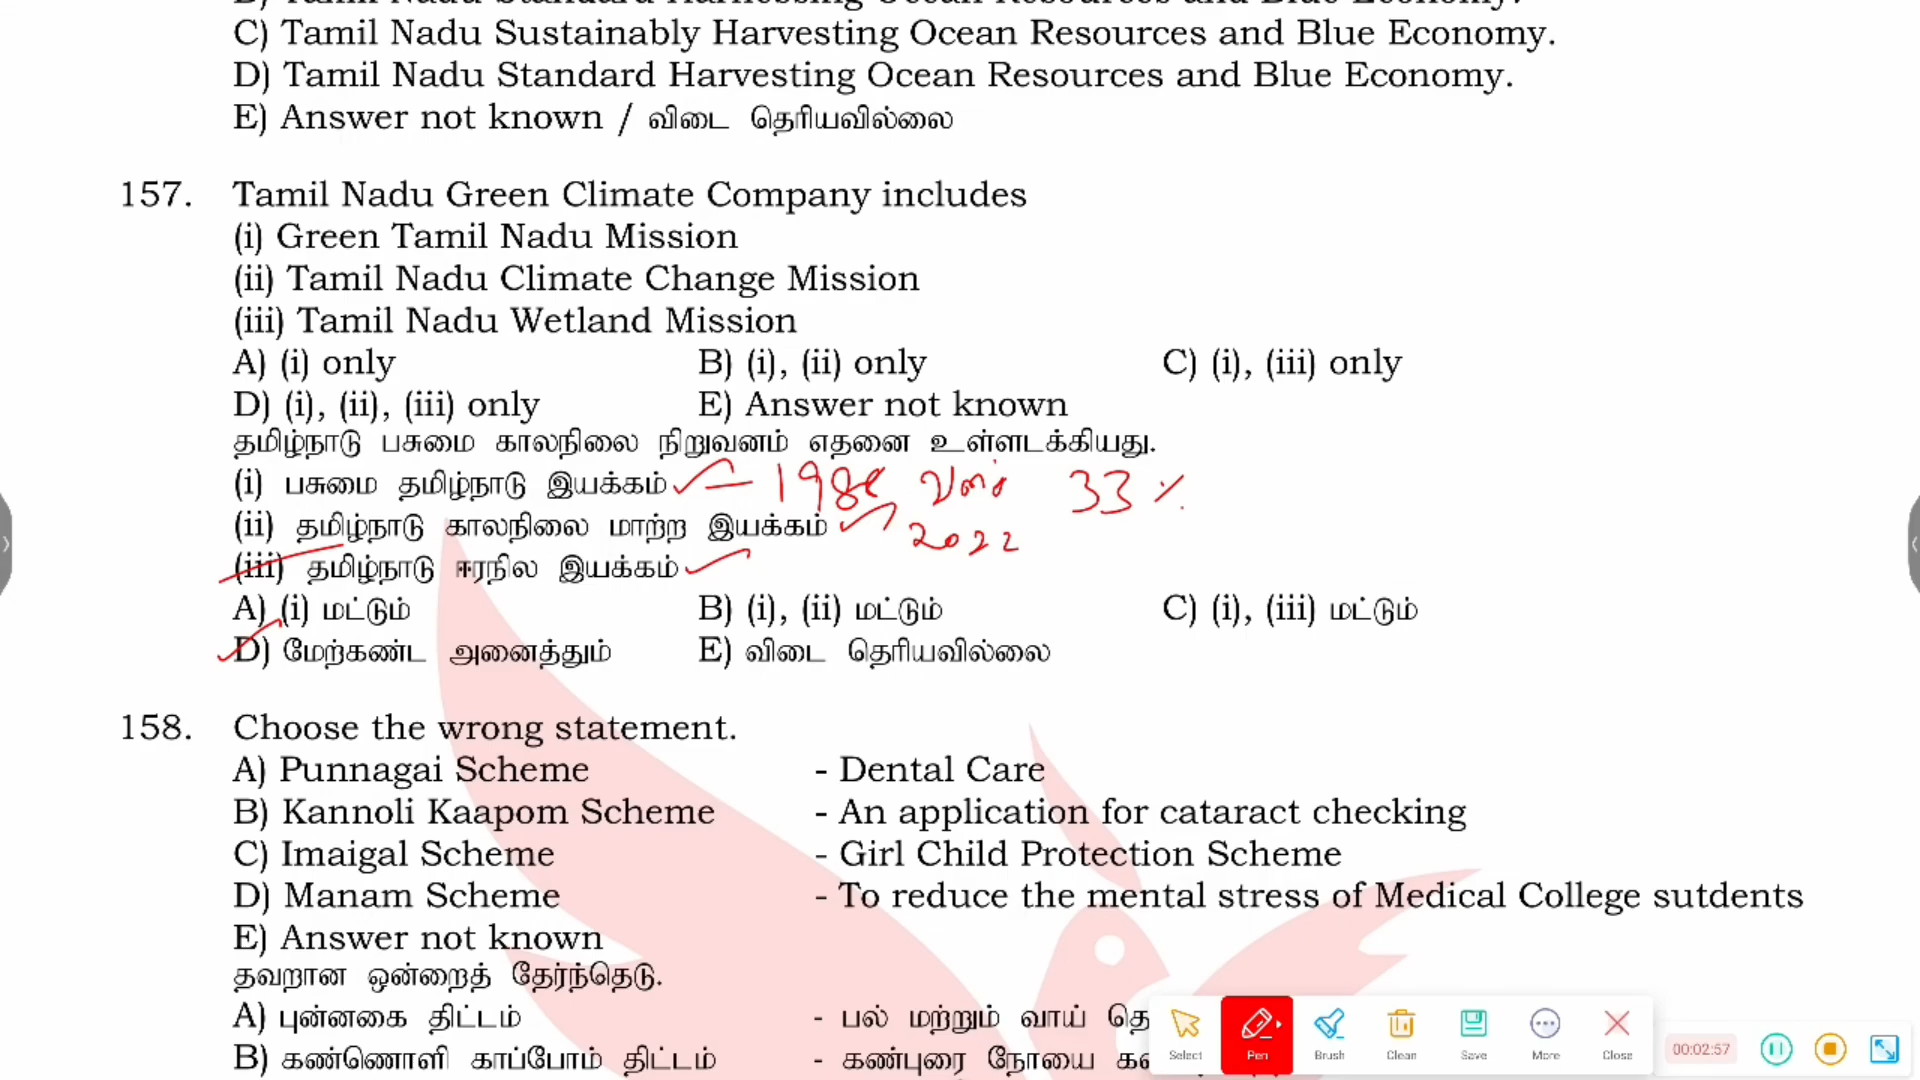 C) Tamil Nadu Sustainably Harvesting Ocean Resources and Blue Economy.
D) Tamil Nadu Standard Harvesting Ocean Resources and Blue Economy.
E) Answer not known / விடை தெரியவில்லை
157. Tamil Nadu Green Climate Company includes
(i) Green Tamil Nadu Mission
(ii) Tamil Nadu Climate Change Mission
(iii) Tamil Nadu Wetland Mission
A) (i) only B) (i), (ii) only C) (i), (iii) only
D) (i), (ii), (iii) only E) Answer not known
தமிழ்நாடு பசுமை காலநிலை நிறுவனம் எதனை உள்ளடக்கியது.
(i) பசுமை தமிழ்நாடு இயக்கம் 33 %
(ii) தமிழ்நாடு காலநிலை மாற்ற இயக்கம் 2022
(iii) தமிழ்நாடு ஈரநில இயக்கம்
A) (i) மட்டும் B) (i), (ii) மட்டும் C) (i), (iii) மட்டும்
D) மேற்கண்ட அனைத்தும் E) விடை தெரியவில்லை
158. Choose the wrong statement.
A) Punnagai Scheme - Dental Care
B) Kannoli Kaapom Scheme - An application for cataract checking
C) Imaigal Scheme - Girl Child Protection Scheme
D) Manam Scheme - To reduce the mental stress of Medical College sutdents
E) Answer not known
தவறான ஒன்றைத் தேர்ந்தெடு.
A) புன்னகை திட்டம் - பல் மற்றும் வாய்
B) கண்ணொளி காப்போம் திட்டம் - கண்புரை நோயை
Select Pen Brush Clean Save More Close 00:02:57